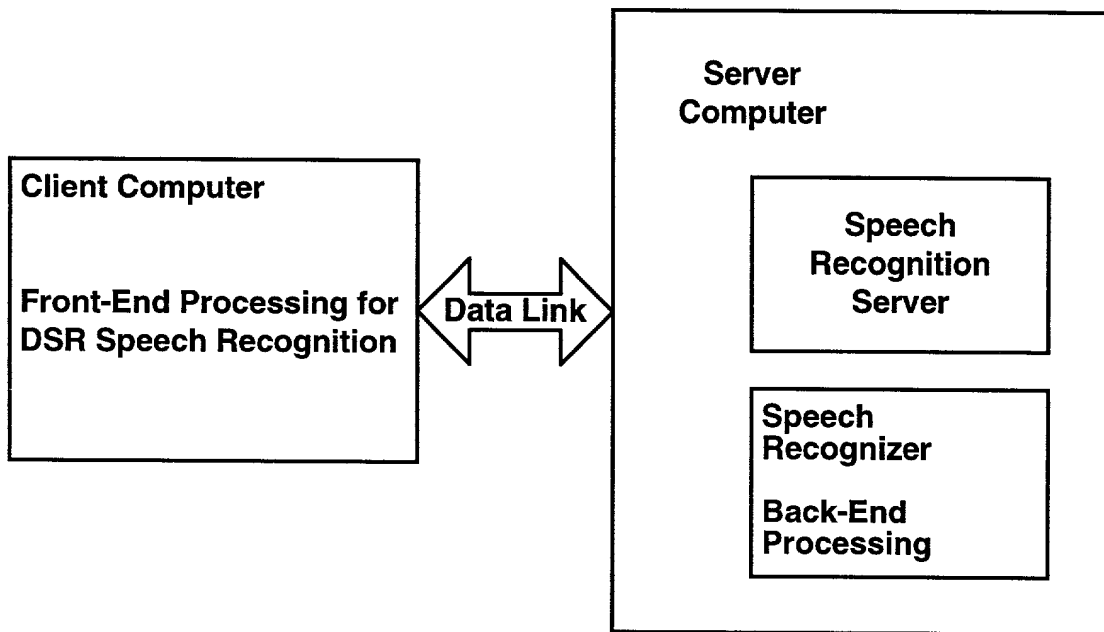 Client Computer
Front-End Processing for
DSR Speech Recognition
Data Link
Server
Computer
Speech
Recognition
Server
Speech
Recognizer
Back-End
Processing